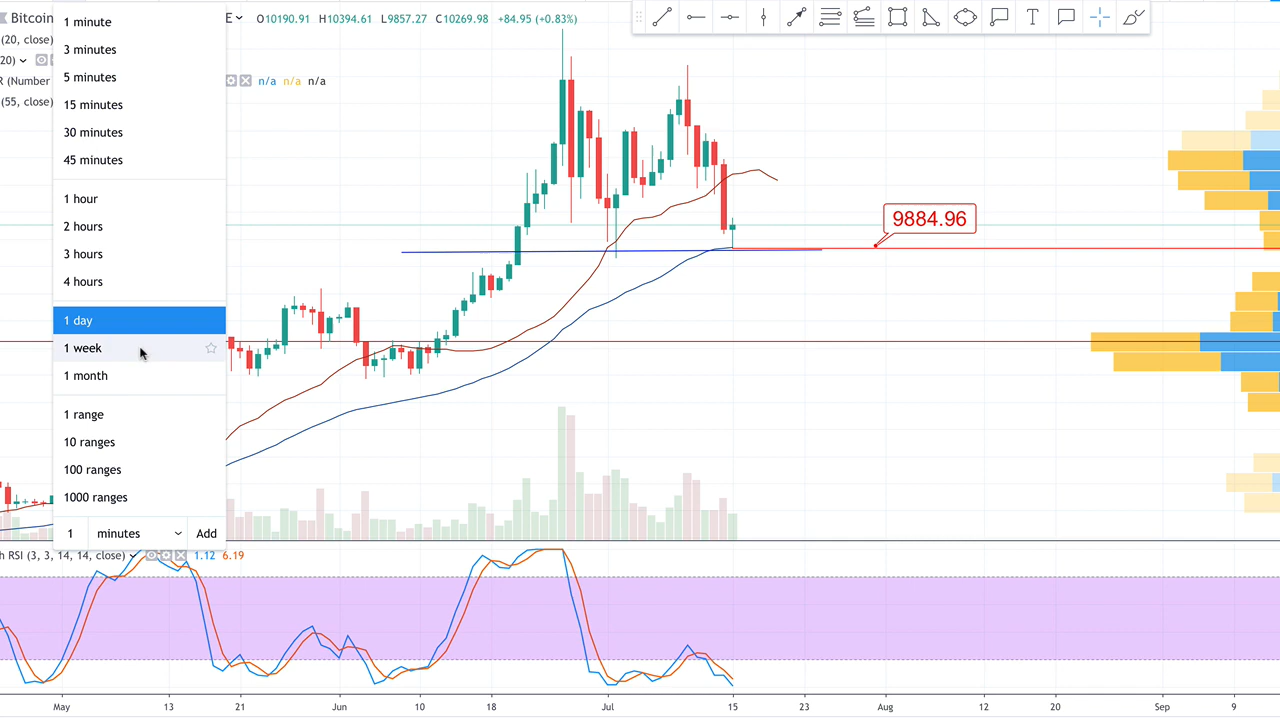 Bitcoin
E O10190.91 H10394.61 L9857.27 C10269.98 +84.95 (+0.83%)
(20, close)
20)
R (Number
n/a n/a n/a
(55, close)
1 minute
3 minutes
5 minutes
15 minutes
30 minutes
45 minutes
1 hour
2 hours
3 hours
4 hours
1 day
1 week
1 month
1 range
10 ranges
100 ranges
1000 ranges
1 minutes Add
T
9884.96
h RSI (3, 3, 14, 14, close) 1.12 6.19
May 13 21 Jun 10 18 Jul 15 23 Aug 12 20 Sep 9